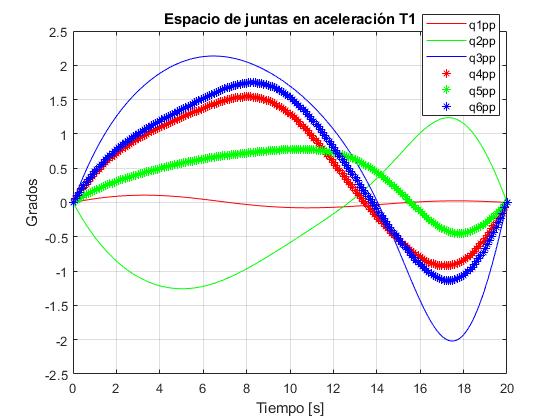 Espacio de juntas en aceleración T1
q1pp
q2pp
q3pp
q4pp
q5pp
q6pp
2.5
2
1.5
1
0.5
0
-0.5
-1
-1.5
-2
-2.5
Grados
0 2 4 6 8 10 12 14 16 18 20
Tiempo [s]